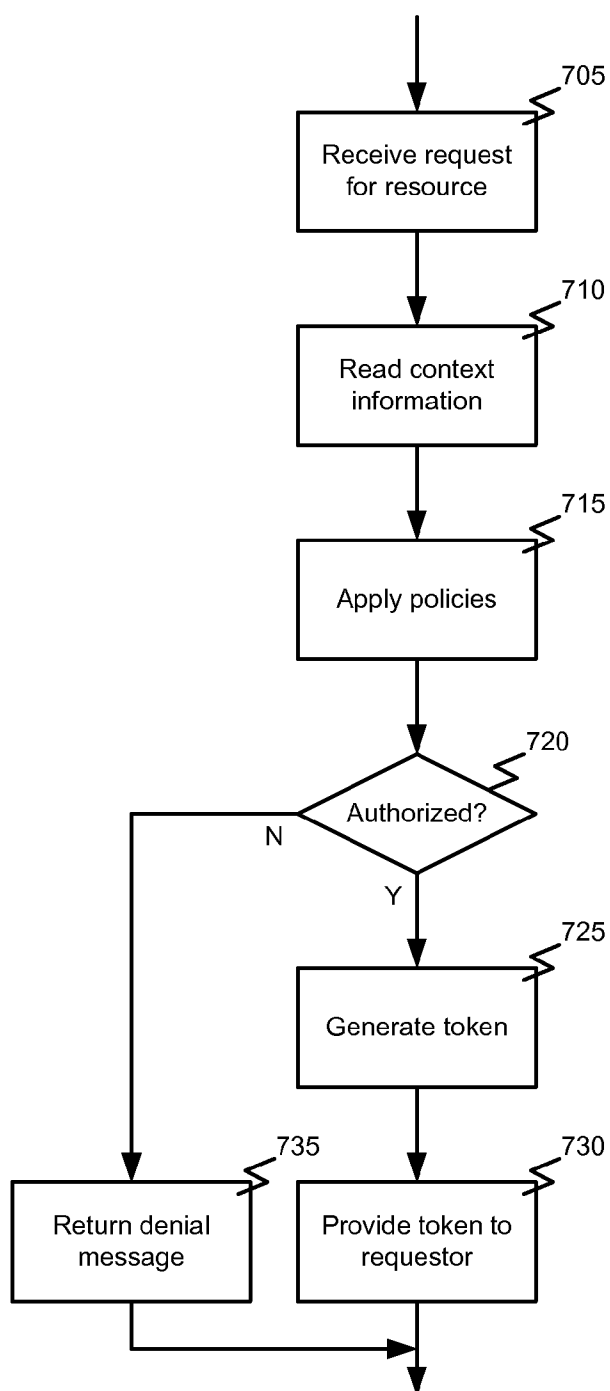 705
Receive request
for resource
710
Read context
information
715
Apply policies
720
Authorized?
N
Y
725
Generate token
735
730
Return denial
message
Provide token to
requestor